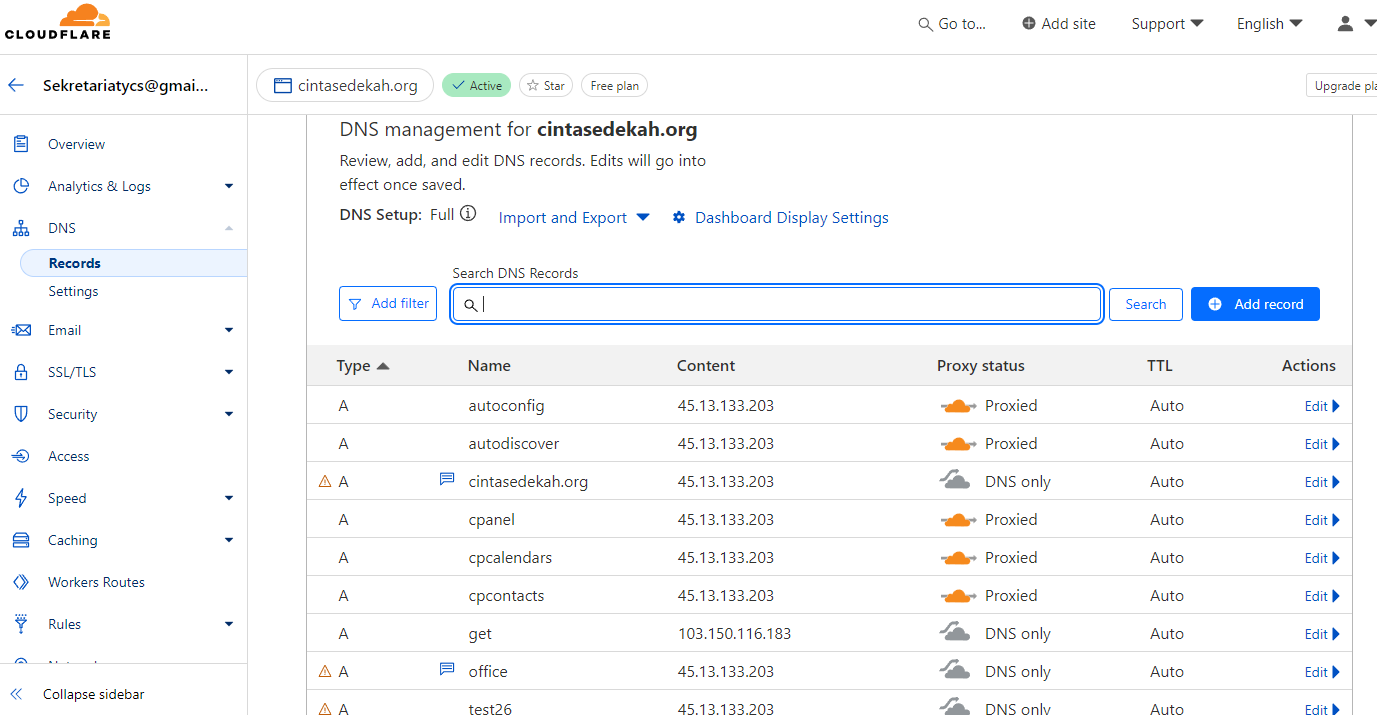 CLOUDFLARE
Go to...
Add site
Support
English
Sekretariatycs@gmai...
cintasedekah.org
Active
Star
Free plan
Upgrade pla
Overview
Analytics & Logs
DNS
Records
Settings
Email
SSL/TLS
Security
Access
Speed
Caching
Workers Routes
Rules
Collapse sidebar
DNS management for cintasedekah.org
Review, add, and edit DNS records. Edits will go into
effect once saved.
DNS Setup: Full Import and Export Dashboard Display Settings
Search DNS Records
Add filter Search Add record
Type Name Content Proxy status TTL Actions
A autoconfig 45.13.133.203 Proxied Auto Edit
A autodiscover 45.13.133.203 Proxied Auto Edit
A cintasedekah.org 45.13.133.203 DNS only Auto Edit
A cpanel 45.13.133.203 Proxied Auto Edit
A cpcalendars 45.13.133.203 Proxied Auto Edit
A cpcontacts 45.13.133.203 Proxied Auto Edit
A get 103.150.116.183 DNS only Auto Edit
A office 45.13.133.203 DNS only Auto Edit
A test26 45.13.133.203 DNS only Auto Edit